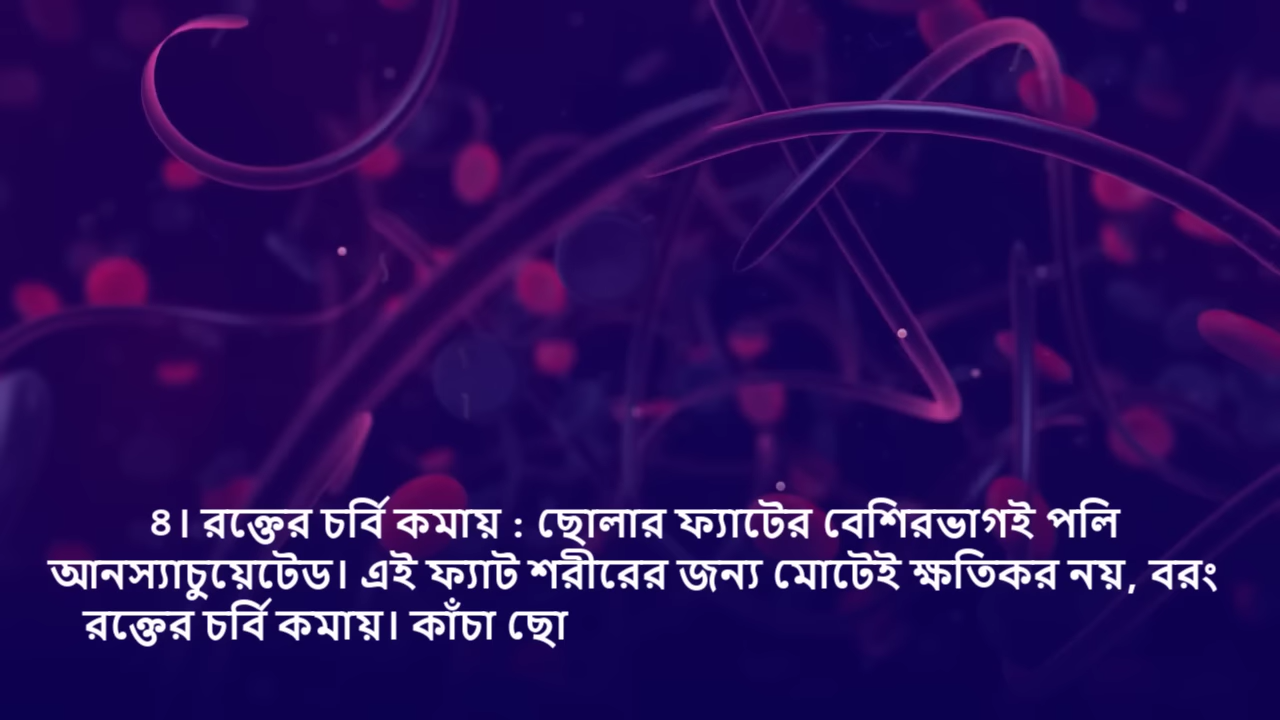 ৪। রক্তের চর্বি কমায় : ছোলার ফ্যাটের বেশিরভাগই পলি
আনস্যাচুয়েটেড। এই ফ্যাট শরীরের জন্য মোটেই ক্ষতিকর নয়, বরং
রক্তের চর্বি কমায়। কাঁচা ছো